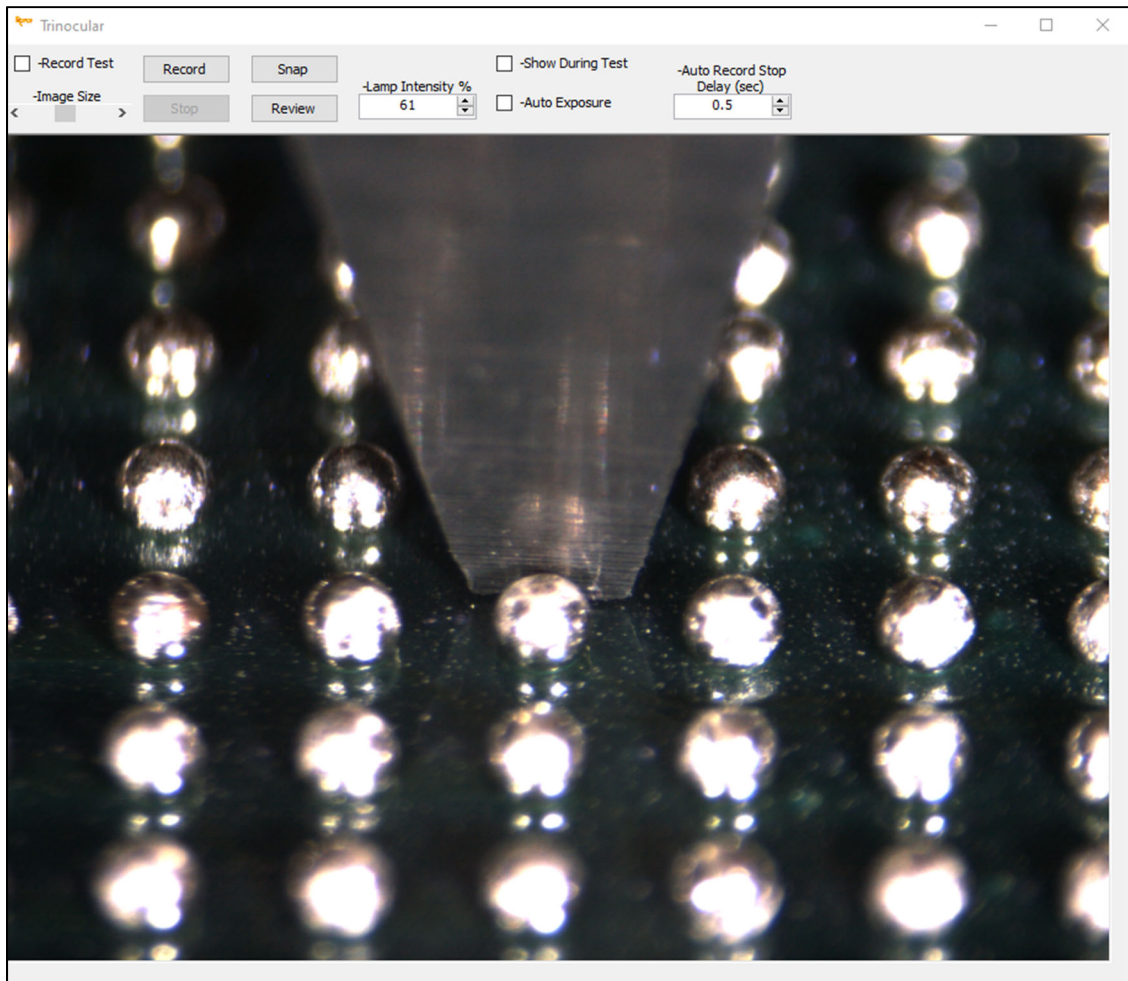 Trinocular
-Record Test
Record
Snap
-Show During Test
-Auto Record Stop
Delay (sec)
-Image Size
Stop
Review
-Lamp Intensity %
61
-Auto Exposure
0.5